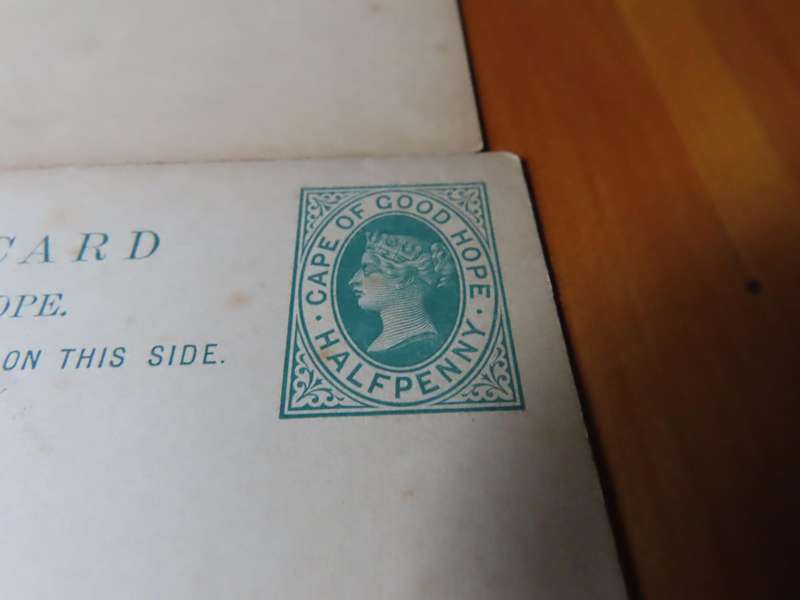 CARD
OPE.
ON THIS SIDE.
CAPE OF GOOD HOPE
· HALFPENNY ·